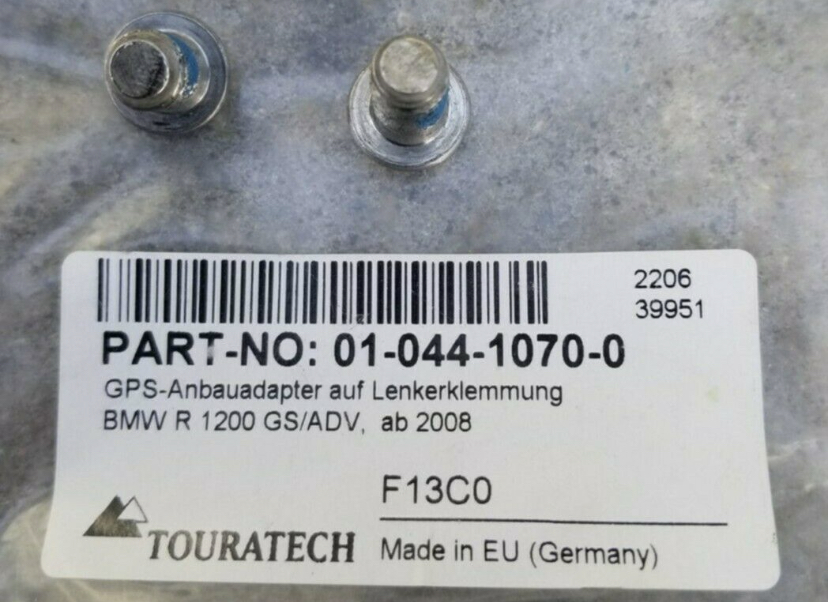 2206
39951
PART-NO: 01-044-1070-0
GPS-Anbauadapter auf Lenkerklemmung
BMW R 1200 GS/ADV, ab 2008
F13C0
TOURATECH
Made in EU (Germany)